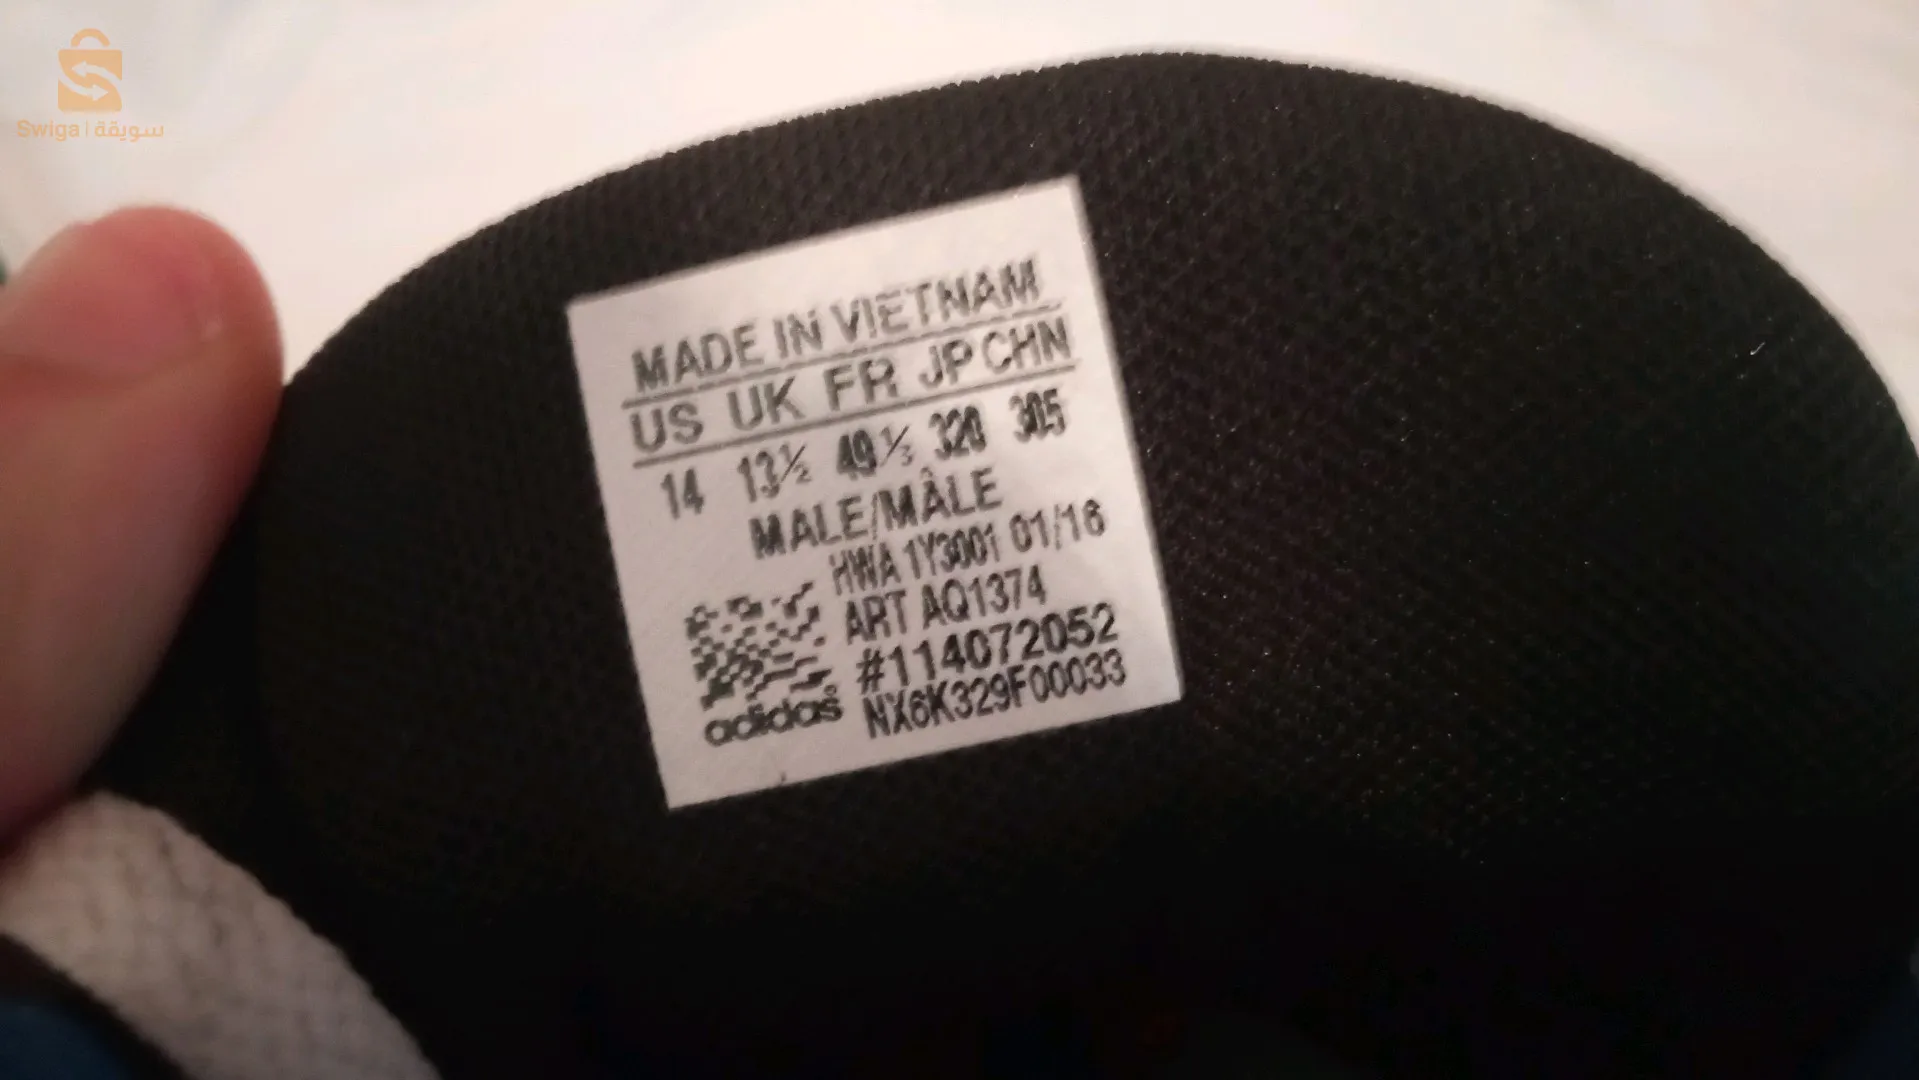 Swiga | سويقة
MADE IN VIETNAM
US UK FR JP CHN
14 13½ 49⅓ 320 305
MALE/MÂLE
HWA 1Y3001 01/16
ART AQ1374
#114072052
adidas NX6K329F00033